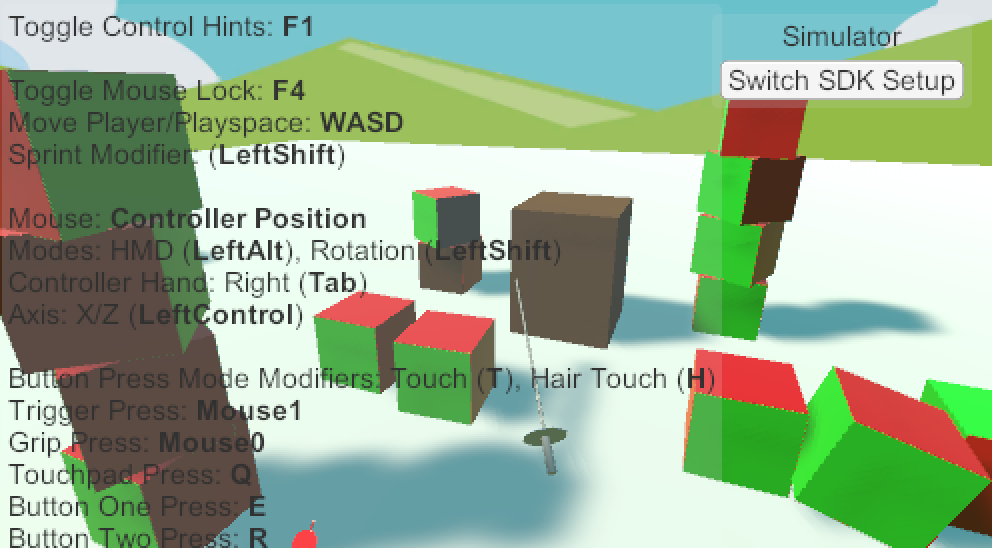 Toggle Control Hints: F1
Simulator
Switch SDK Setup
Toggle Mouse Lock: F4
Move Player/Playspace: WASD
Sprint Modifier: (LeftShift)
Mouse: Controller Position
Modes: HMD (LeftAlt), Rotation (LeftShift)
Controller Hand: Right (Tab)
Axis: X/Z (LeftControl)
Button Press Mode Modifiers: Touch (T), Hair Touch (H)
Trigger Press: Mouse1
Grip Press: Mouse0
Touchpad Press: Q
Button One Press: E
Button Two Press: R